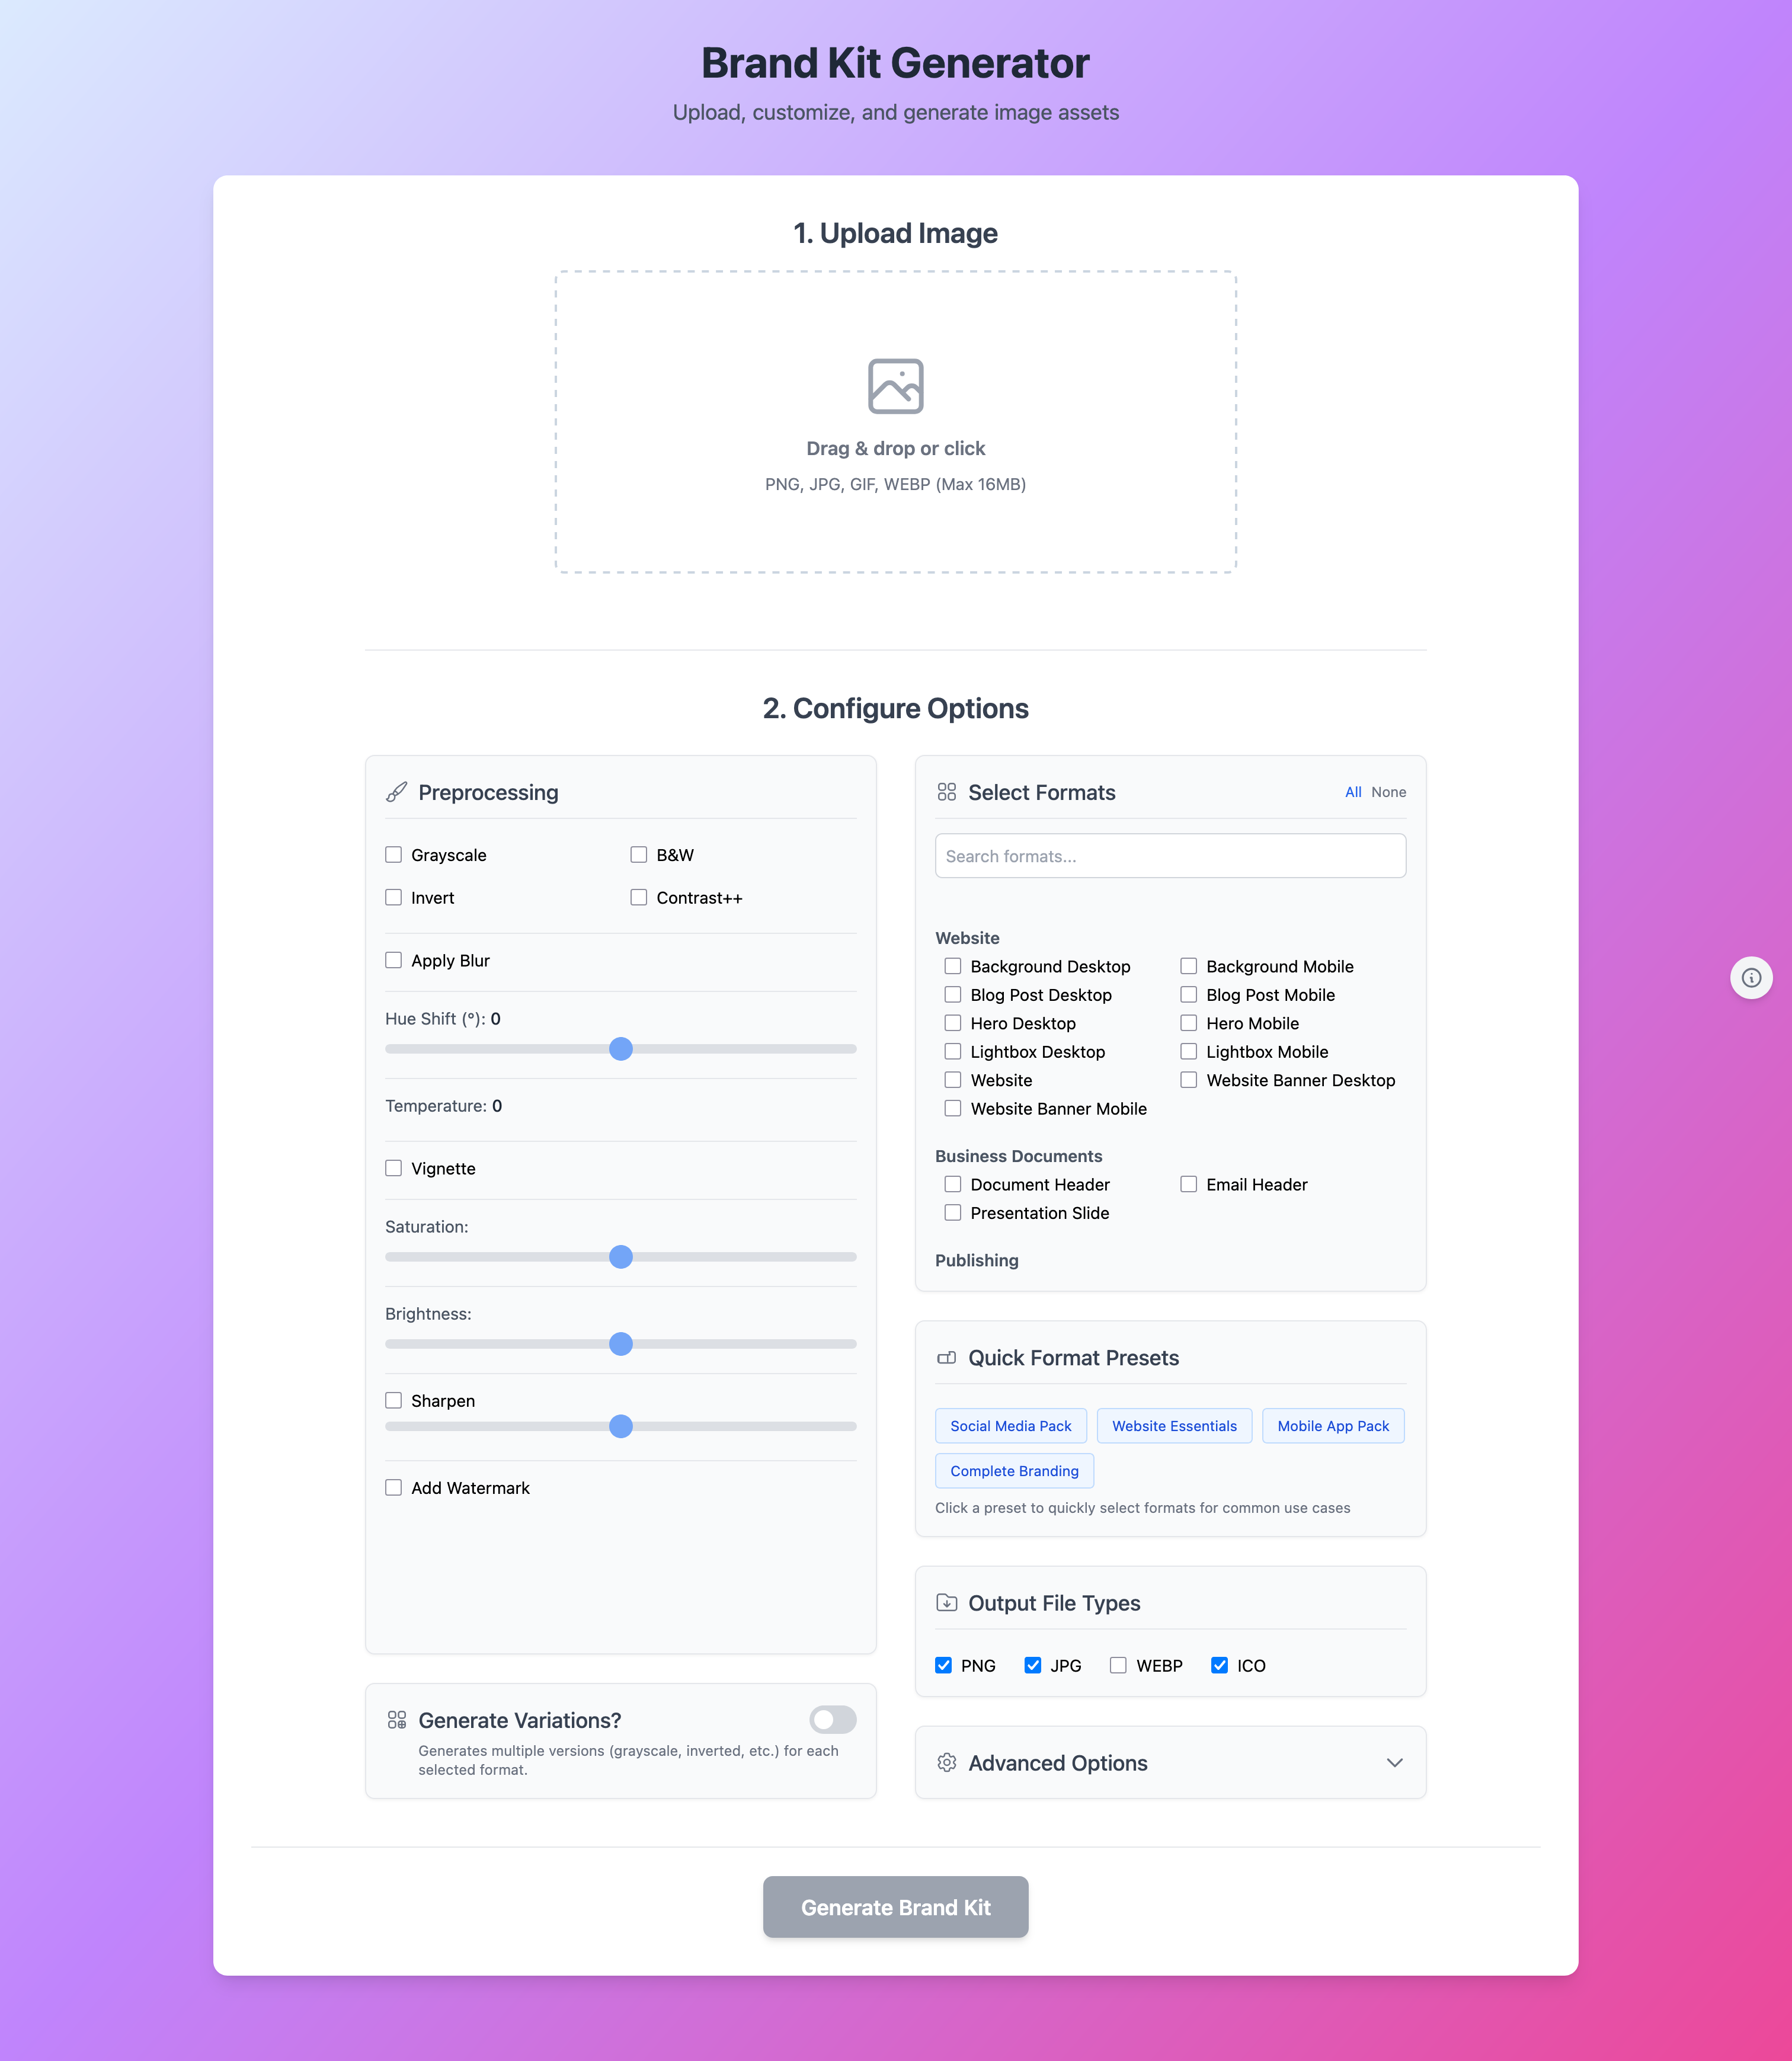 Brand Kit Generator
Upload, customize, and generate image assets
1. Upload Image
Drag & drop or click
PNG, JPG, GIF, WEBP (Max 16MB)
2. Configure Options
Preprocessing
Grayscale
B&W
Invert
Contrast++
Apply Blur
Hue Shift (°): 0
Temperature: 0
Vignette
Saturation:
Brightness:
Sharpen
Add Watermark
Generate Variations?
Generates multiple versions (grayscale, inverted, etc.) for each
selected format.
Select Formats
All None
Search formats...
Website
Background Desktop
Background Mobile
Blog Post Desktop
Blog Post Mobile
Hero Desktop
Hero Mobile
Lightbox Desktop
Lightbox Mobile
Website
Website Banner Desktop
Website Banner Mobile
Business Documents
Document Header
Email Header
Presentation Slide
Publishing
Quick Format Presets
Social Media Pack
Website Essentials
Mobile App Pack
Complete Branding
Click a preset to quickly select formats for common use cases
Output File Types
PNG
JPG
WEBP
ICO
Advanced Options
Generate Brand Kit